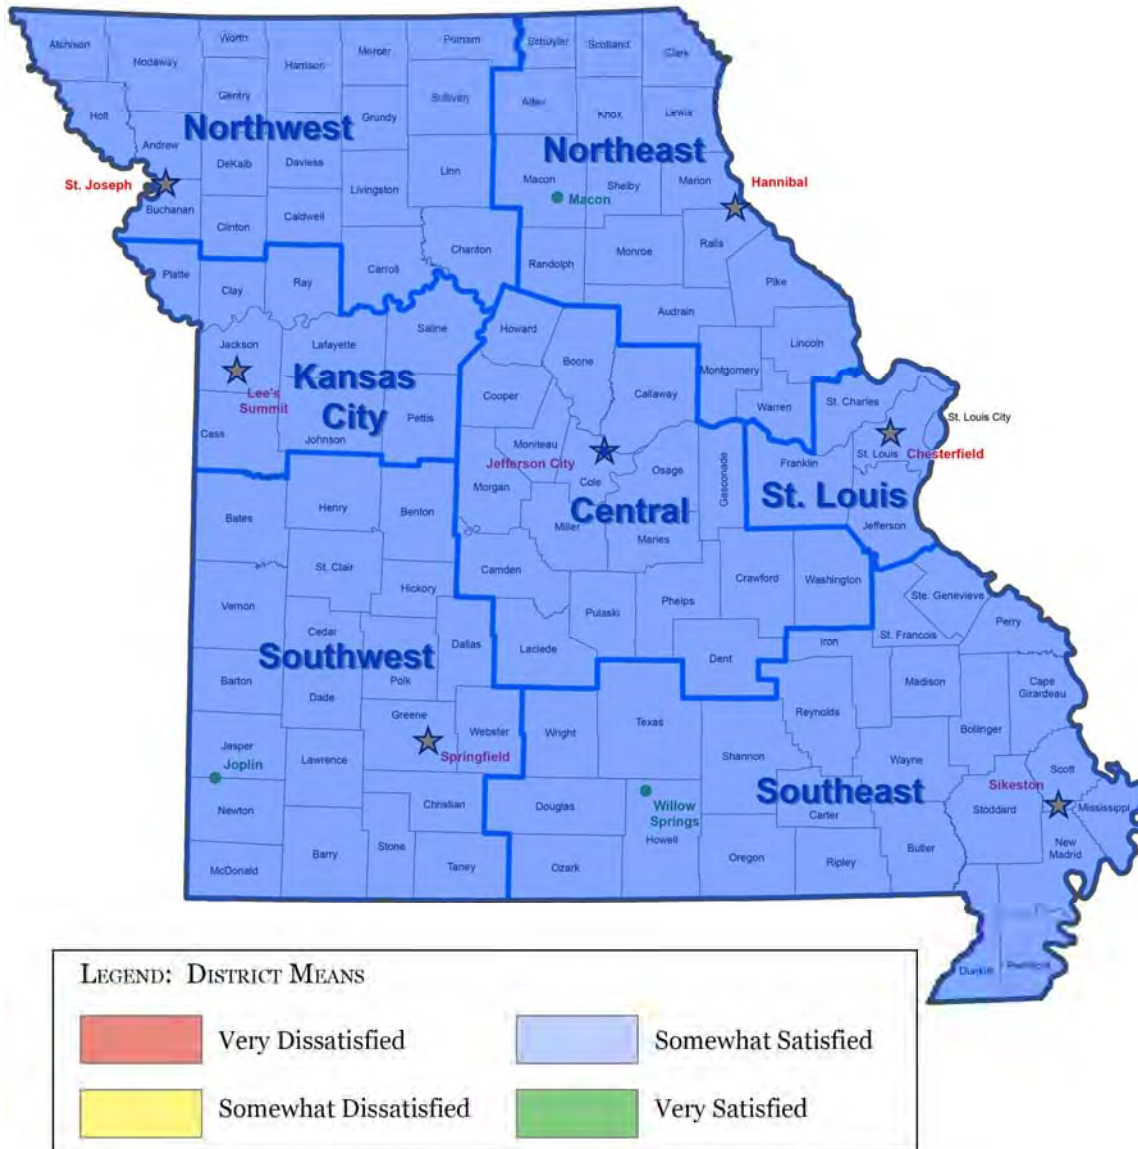 Atchison
Nodaway
Worth
Harrison
Mercer
Putnam
Schuyler
Scotland
Clark
Gentry
Sullivan
Adair
Knox
Lewis
Holt
Andrew
Northwest
Grundy
Northeast
DeKalb
Daviess
Linn
Macon
Shelby
Marion
Hannibal
St. Joseph
Livingston
Macon
Buchanan
Clinton
Caldwell
Chariton
Monroe
Ralls
Platte
Clay
Ray
Carroll
Randolph
Pike
Audrain
Saline
Howard
Jackson
Lafayette
Boone
Lincoln
Kansas
City
Montgomery
Lee's
Summit
Cooper
Callaway
Warren
St. Charles
St. Louis City
Cass
Johnson
Pettis
Moniteau
Jefferson City
Cole
Osage
Gasconade
Franklin
St. Louis
Chesterfield
Morgan
Central
St. Louis
Bates
Henry
Benton
Miller
Maries
Jefferson
St. Clair
Hickory
Camden
Crawford
Washington
Vernon
Pulaski
Phelps
Ste. Genevieve
Cedar
Dallas
Laclede
Dent
Iron
St. Francois
Perry
Southwest
Barton
Dade
Polk
Madison
Cape
Girardeau
Greene
Webster
Wright
Texas
Reynolds
Bollinger
Jasper
Joplin
Lawrence
Springfield
Shannon
Wayne
Scott
Sikeston
Newton
Christian
Douglas
Willow
Springs
Howell
Southeast
Carter
Stoddard
Mississippi
McDonald
Barry
Stone
Taney
Ozark
Oregon
Ripley
Butler
New
Madrid
Dunklin
Pemiscot
LEGEND: DISTRICT MEANS
Very Dissatisfied
Somewhat Satisfied
Somewhat Dissatisfied
Very Satisfied